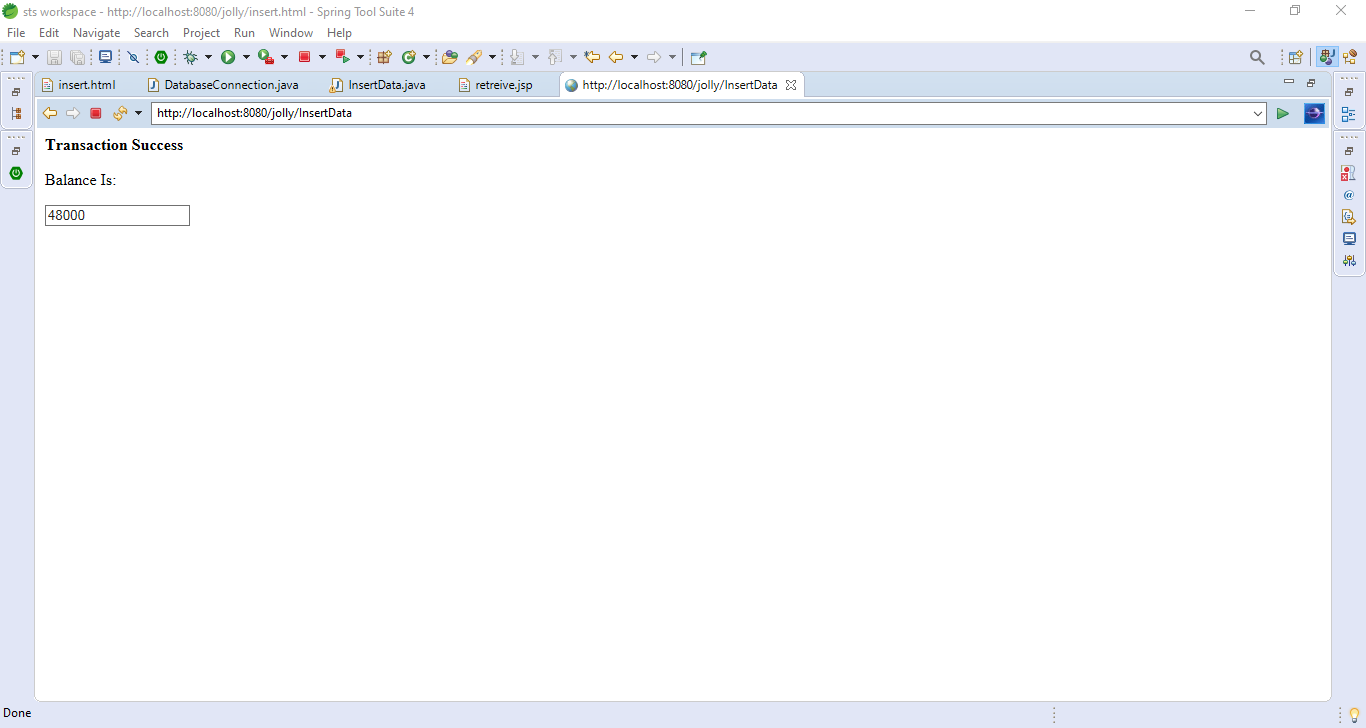 sts workspace - http://localhost:8080/jolly/insert.html - Spring Tool Suite 4
File Edit Navigate Search Project Run Window Help
insert.html DatabaseConnection.java InsertData.java retreive.jsp http://localhost:8080/jolly/InsertData
http://localhost:8080/jolly/InsertData
Transaction Success
Balance Is:
48000
Done